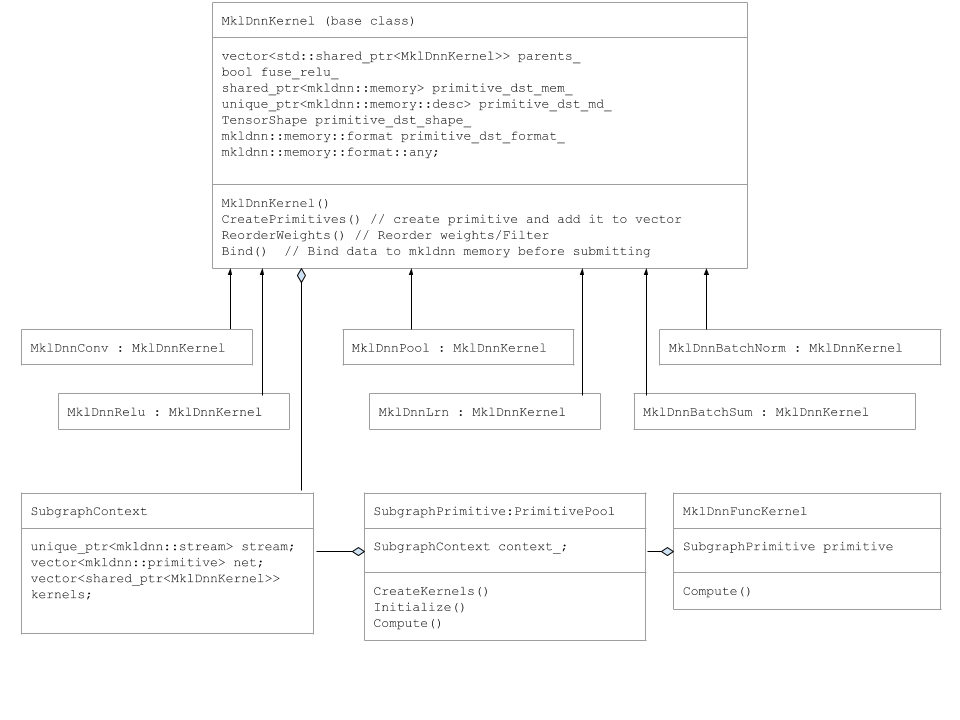 MklDnnKernel (base class)
vector<std::shared_ptr<MklDnnKernel>> parents_
bool fuse_relu_
shared_ptr<mkldnn::memory> primitive_dst_mem_
unique_ptr<mkldnn::memory::desc> primitive_dst_md_
TensorShape primitive_dst_shape_
mkldnn::memory::format primitive_dst_format_
mkldnn::memory::format::any;
MklDnnKernel()
CreatePrimitives() // create primitive and add it to vector
ReorderWeights() // Reorder weights/Filter
Bind()  // Bind data to mkldnn memory before submitting
MklDnnConv : MklDnnKernel
MklDnnPool : MklDnnKernel
MklDnnBatchNorm : MklDnnKernel
MklDnnRelu : MklDnnKernel
MklDnnLrn : MklDnnKernel
MklDnnBatchSum : MklDnnKernel
SubgraphContext
unique_ptr<mkldnn::stream> stream;
vector<mkldnn::primitive> net;
vector<shared_ptr<MklDnnKernel>>
kernels;
SubgraphPrimitive:PrimitivePool
SubgraphContext context_;
CreateKernels()
Initialize()
Compute()
MklDnnFuncKernel
SubgraphPrimitive primitive
Compute()